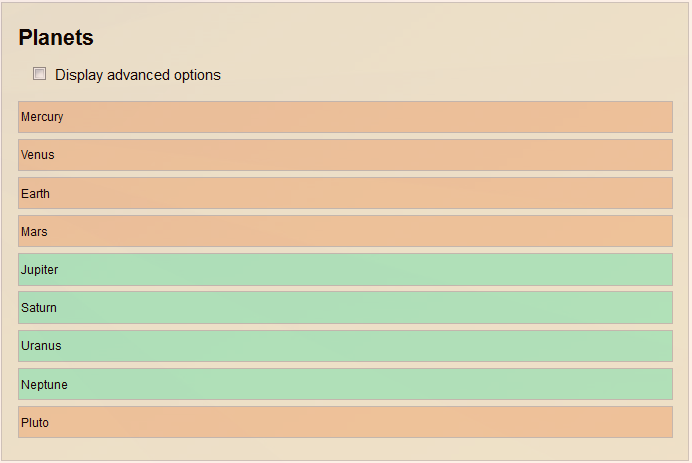 Planets
Display advanced options
Mercury
Venus
Earth
Mars
Jupiter
Saturn
Uranus
Neptune
Pluto